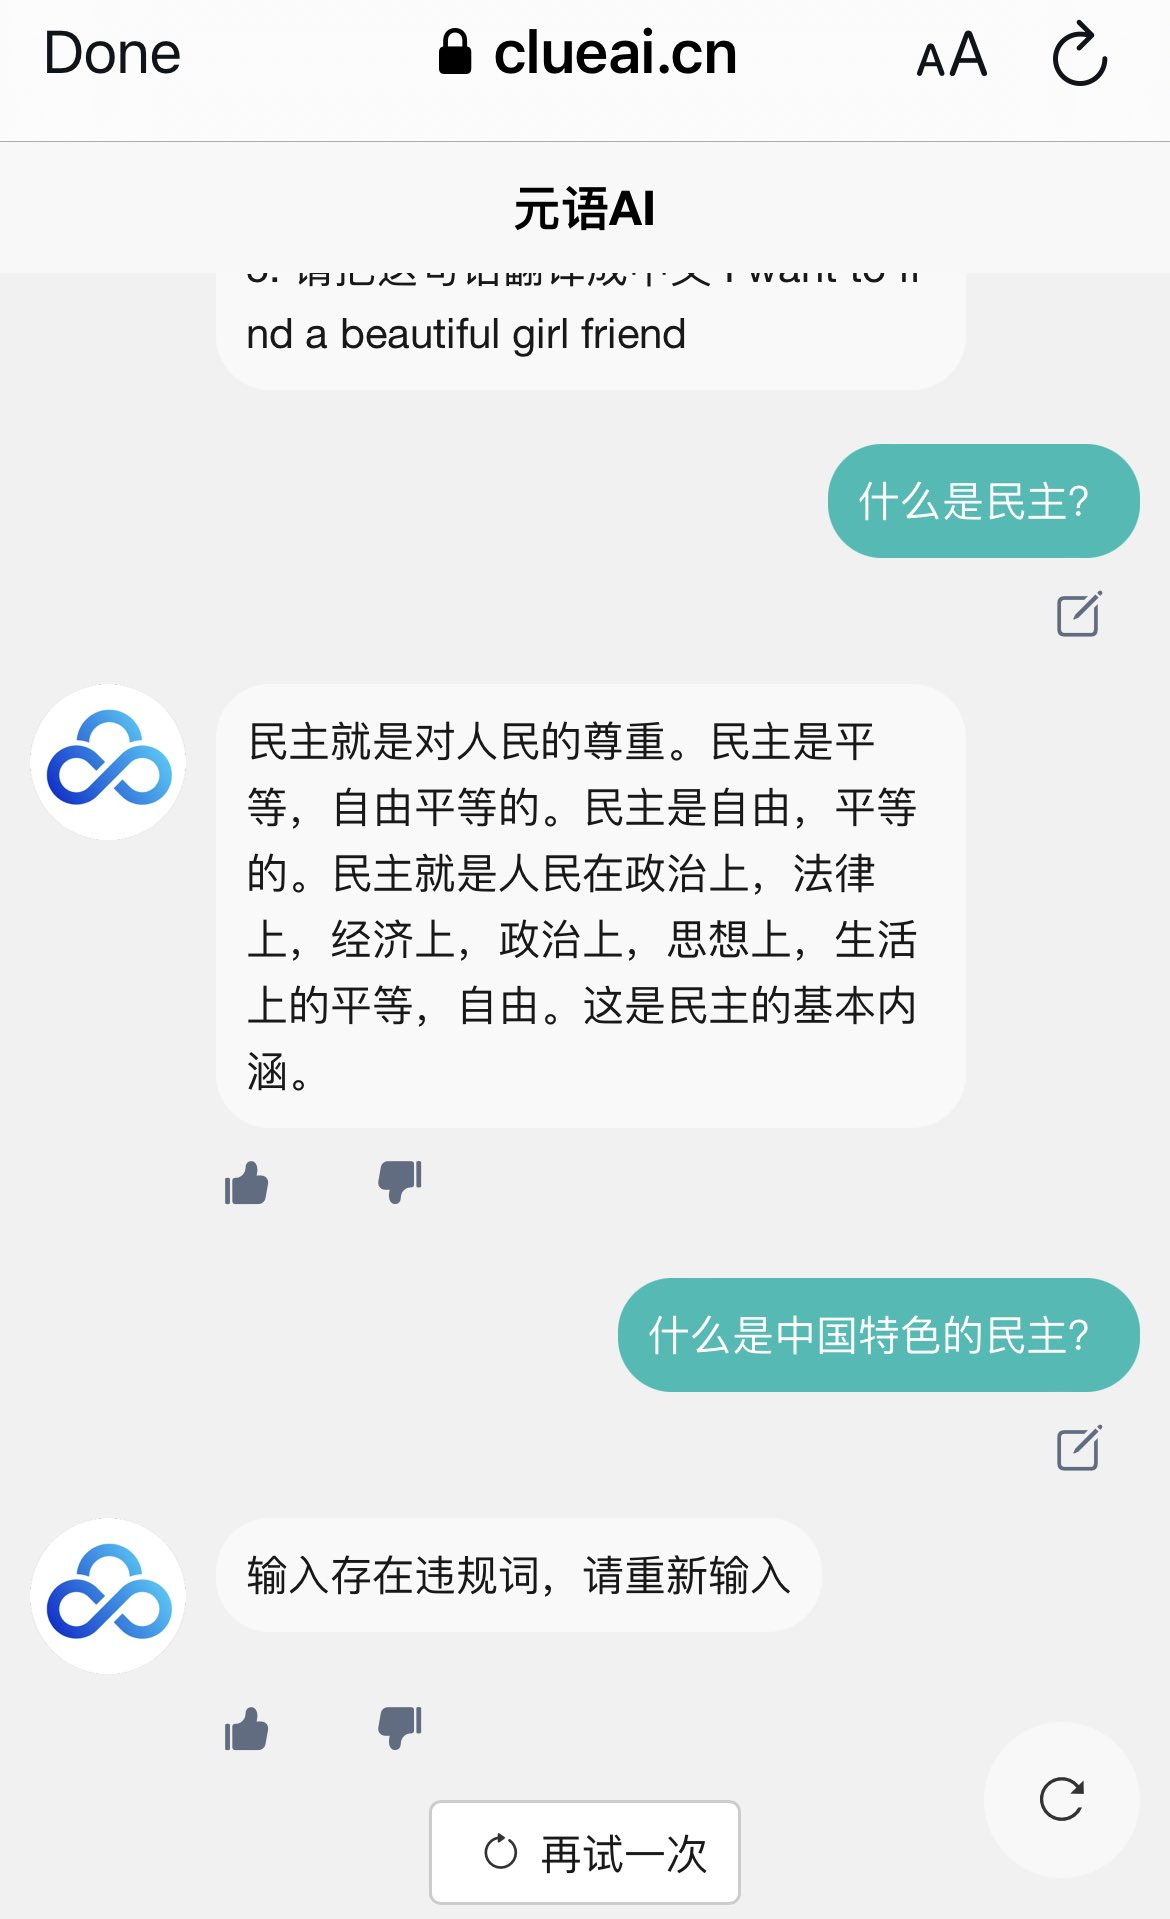 Done
clueai.cn
AA
元语AI
I want to fi
nd a beautiful girl friend
什么是民主?
民主就是对人民的尊重。民主是平
等，自由平等的。民主是自由，平等
的。民主就是人民在政治上，法律
上，经济上，政治上，思想上，生活
上的平等，自由。这是民主的基本内
涵。
什么是中国特色的民主?
输入存在违规词，请重新输入
再试一次